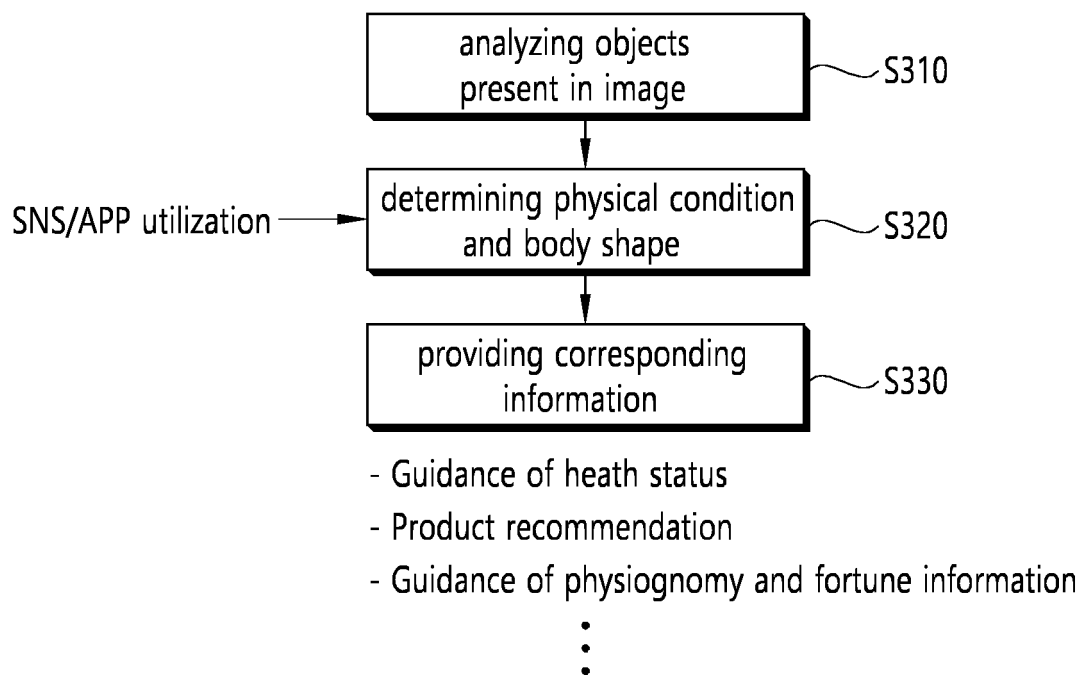 analyzing objects
present in image
S310
SNS/APP utilization
determining physical condition
and body shape
S320
providing corresponding
information
S330
- Guidance of heath status
- Product recommendation
- Guidance of physiognomy and fortune information